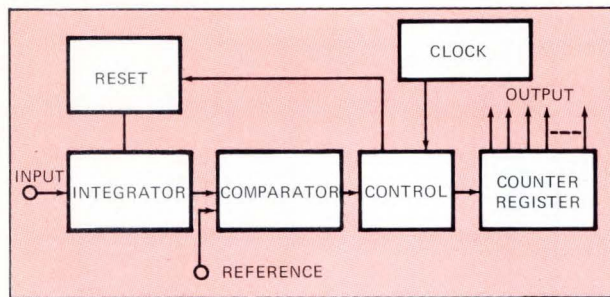 CLOCK
RESET
OUTPUT
INPUT
INTEGRATOR
COMPARATOR
CONTROL
COUNTER
REGISTER
REFERENCE